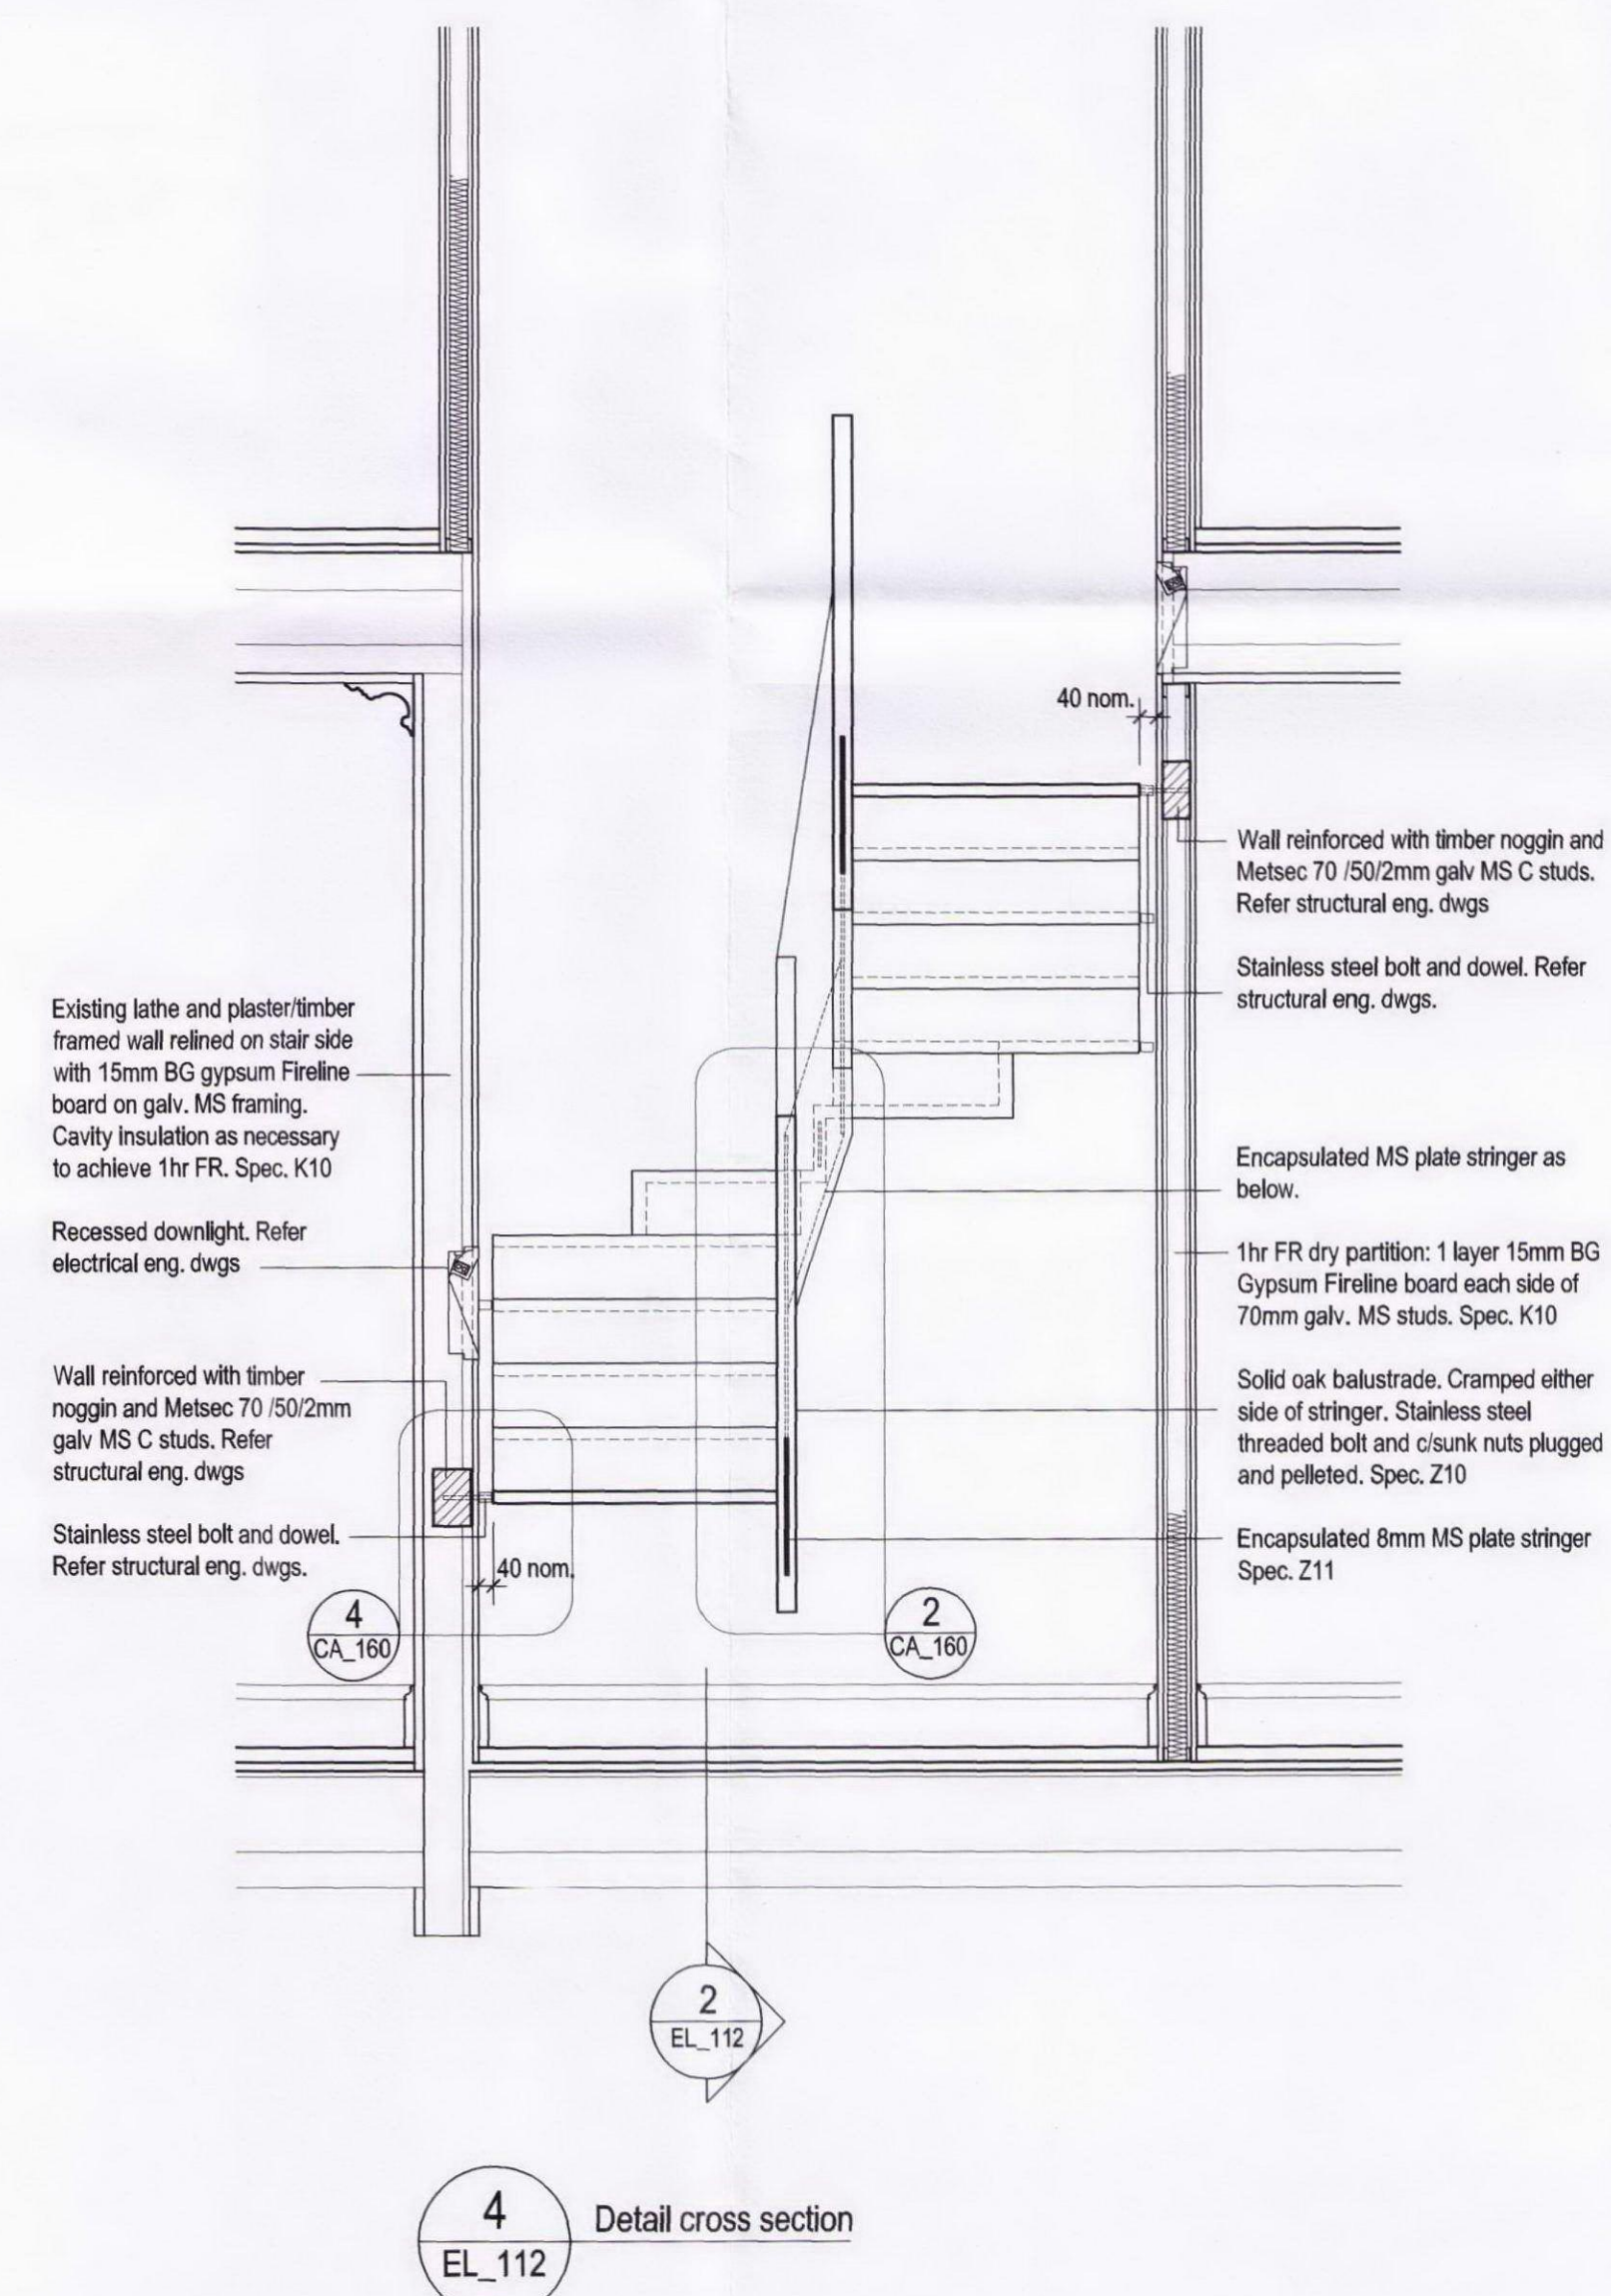 40 nom.
Wall reinforced with timber noggin and
Metsec 70 /50/2mm galv MS C studs.
Refer structural eng. dwgs
Stainless steel bolt and dowel. Refer
structural eng. dwgs.
Existing lathe and plaster/timber
framed wall relined on stair side
with 15mm BG gypsum Fireline
board on galv. MS framing.
Cavity insulation as necessary
to achieve 1hr FR. Spec. K10
Recessed downlight. Refer
electrical eng. dwgs
Wall reinforced with timber
noggin and Metsec 70 /50/2mm
galv MS C studs. Refer
structural eng. dwgs
Stainless steel bolt and dowel.
Refer structural eng. dwgs.
40 nom.
Encapsulated MS plate stringer as
below.
1hr FR dry partition: 1 layer 15mm BG
Gypsum Fireline board each side of
70mm galv. MS studs. Spec. K10
Solid oak balustrade. Cramped either
side of stringer. Stainless steel
threaded bolt and c/sunk nuts plugged
and pelleted. Spec. Z10
Encapsulated 8mm MS plate stringer
Spec. Z11
4
CA_160
2
CA_160
2
EL_112
4
EL_112
Detail cross section